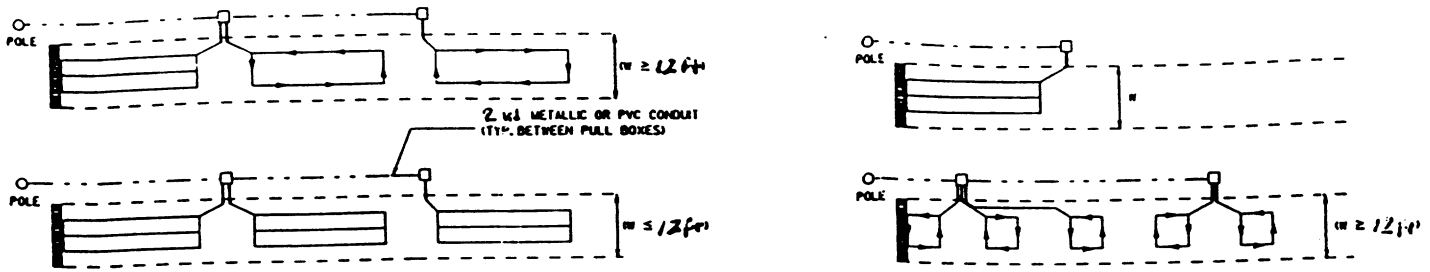 POLE
(W ≥ 12 ft)
2 in METALLIC OR PVC CONDUIT
(TYP. BETWEEN PULL BOXES)
POLE
(W ≤ 12 ft)
POLE
W
POLE
(W ≥ 12 ft)